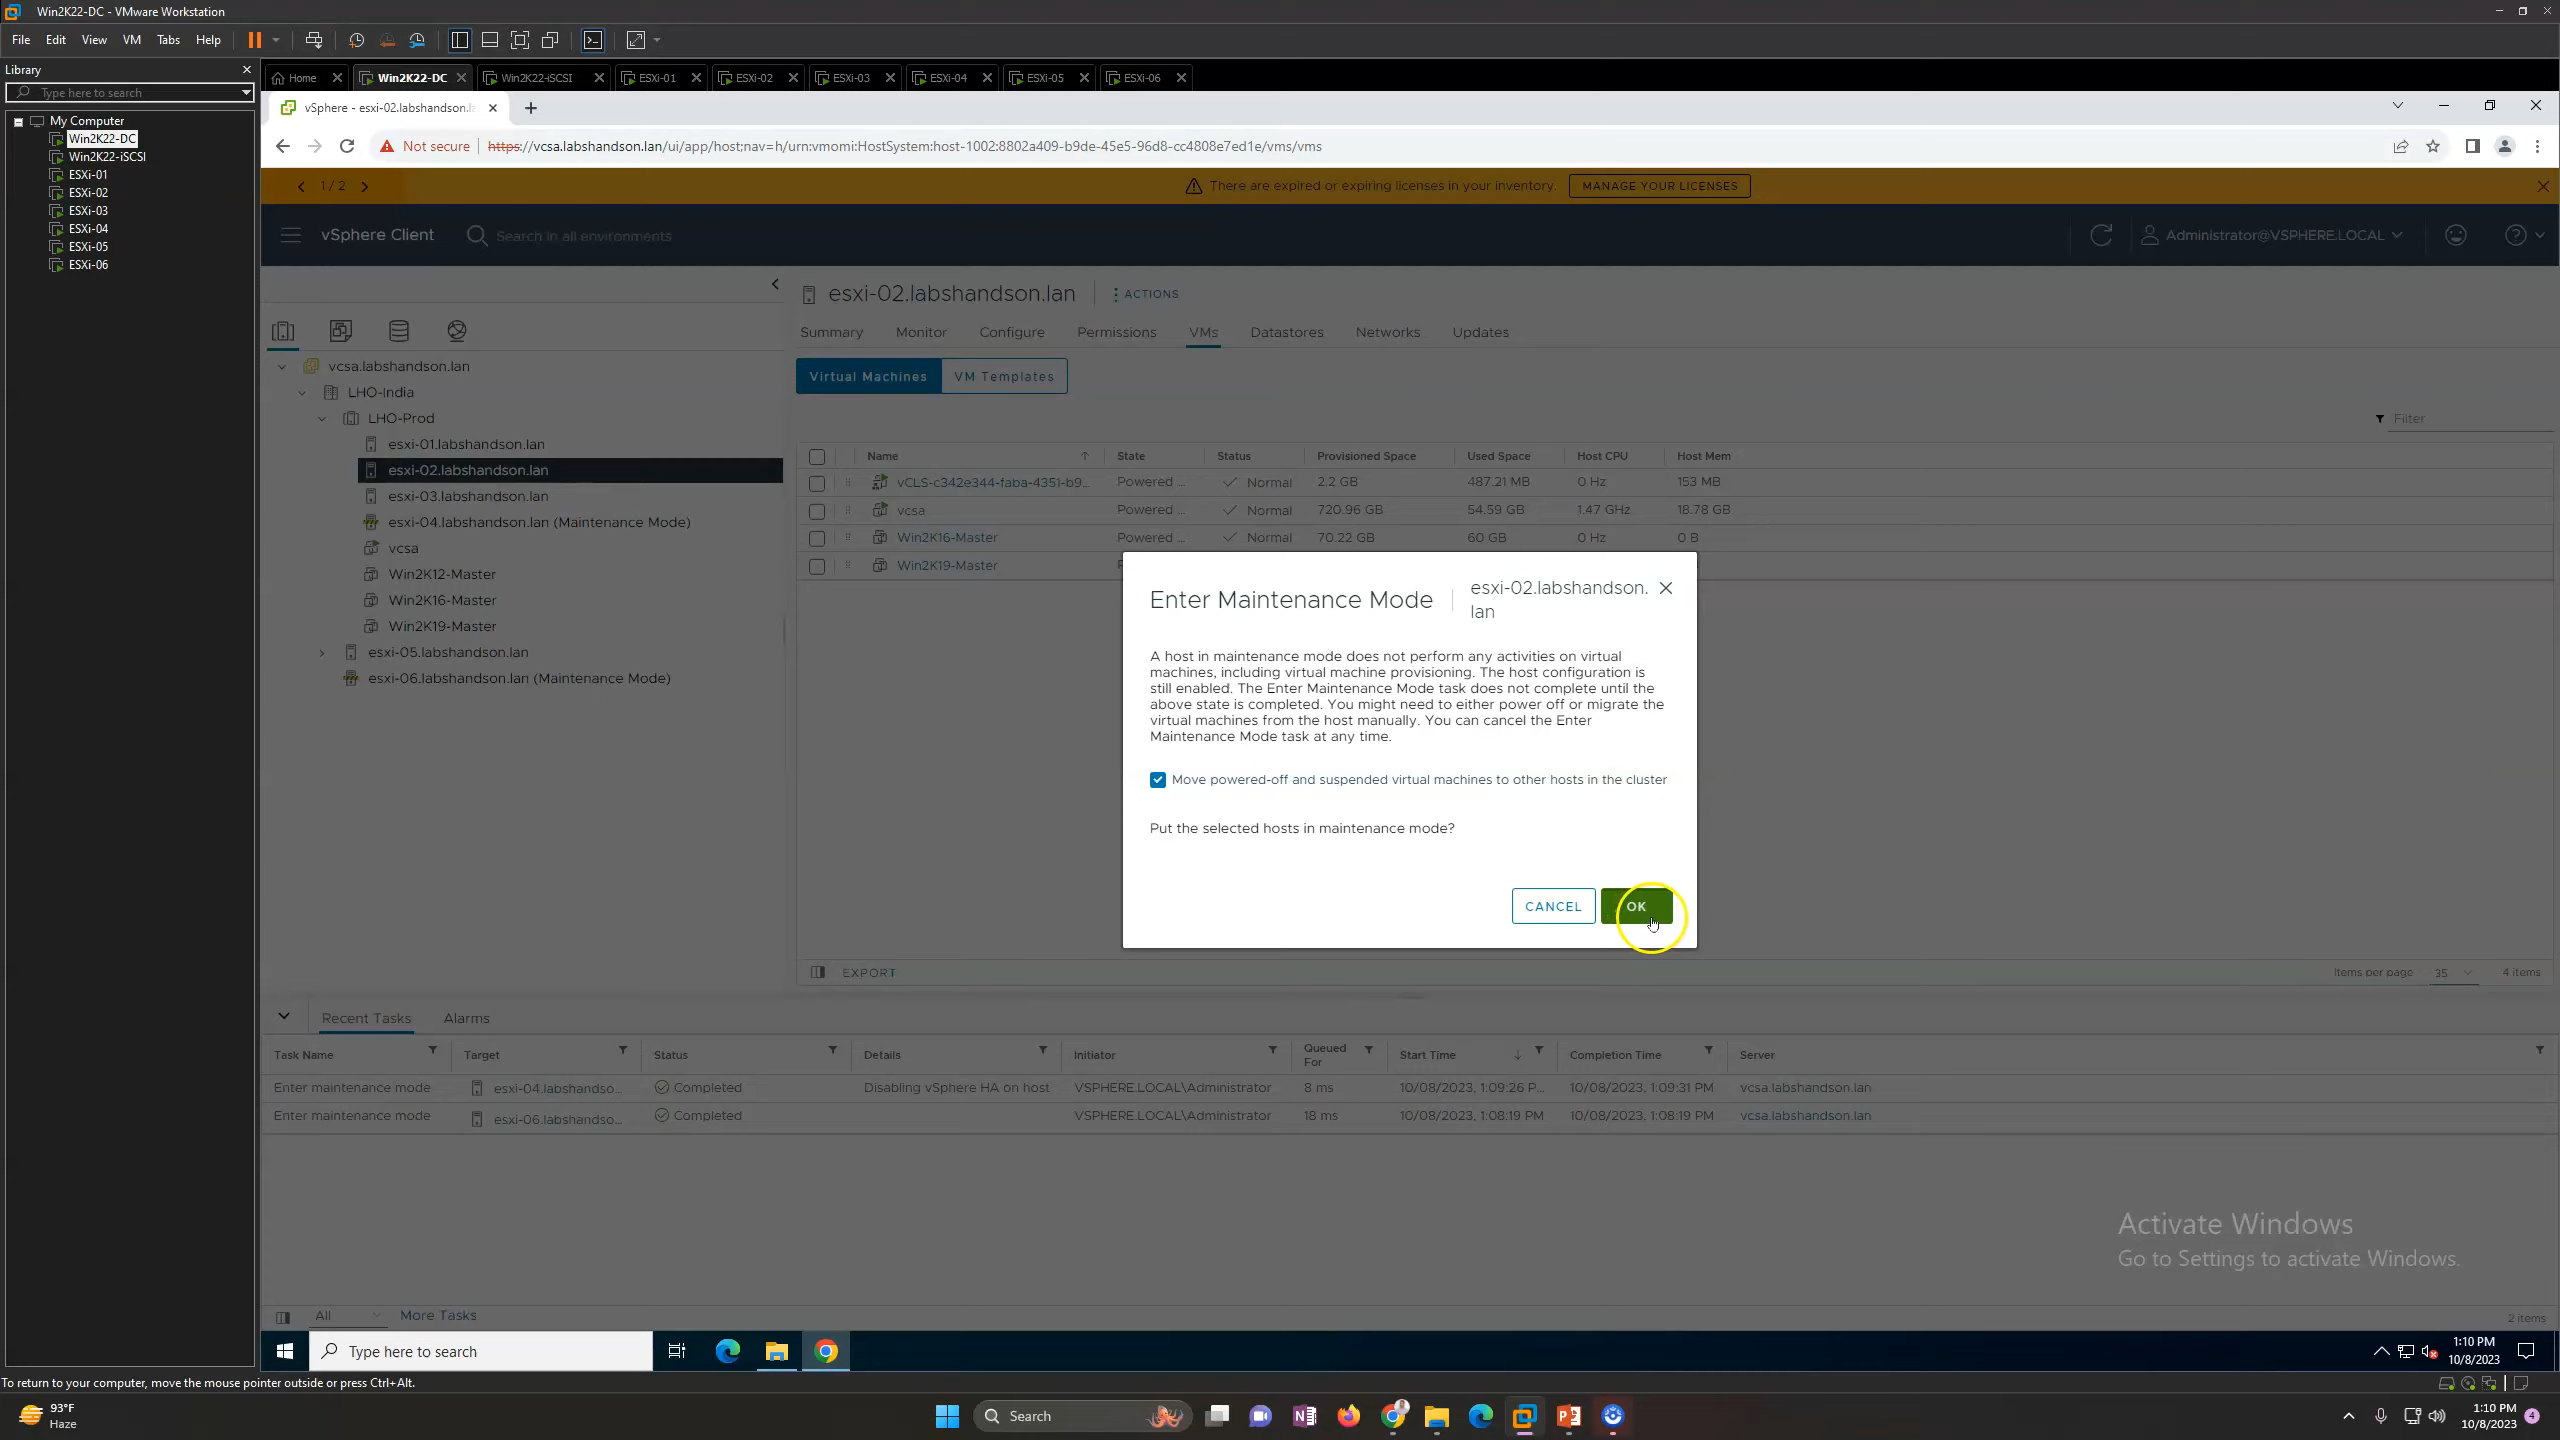 Win2K22-DC - VMware Workstation
File Edit View VM Tabs Help
Library
Type here to search
My Computer
Win2K22-DC
Win2K22-iSCSI
ESXi-01
ESXi-02
ESXi-03
ESXi-04
ESXi-05
ESXi-06
Home Win2K22-DC Win2K22-iSCSI ESXi-01 ESXi-02 ESXi-03 ESXi-04 ESXi-05 ESXi-06
vSphere - esxi-02.labshandson.la
Not secure https://vcsa.labshandson.lan/ui/app/host;nav=h/urn:vmomi:HostSystem:host-1002:8802a409-b9de-45e5-96d8-cc4808e7ed1e/vms/vms
1 / 2 There are expired or expiring licenses in your inventory. MANAGE YOUR LICENSES
vSphere Client Search in all environments Administrator@VSPHERE.LOCAL
vcsa.labshandson.lan
LHO-India
LHO-Prod
esxi-01.labshandson.lan
esxi-02.labshandson.lan
esxi-03.labshandson.lan
esxi-04.labshandson.lan (Maintenance Mode)
vcsa
Win2K12-Master
Win2K16-Master
Win2K19-Master
esxi-05.labshandson.lan
esxi-06.labshandson.lan (Maintenance Mode)
esxi-02.labshandson.lan ACTIONS
Summary Monitor Configure Permissions VMs Datastores Networks Updates
Virtual Machines VM Templates
Filter
Name State Status Provisioned Space Used Space Host CPU Host Mem
vCLS-c342e344-faba-4351-b9... Powered ... Normal 2.2 GB 487.21 MB 0 Hz 153 MB
vcsa Powered ... Normal 720.96 GB 54.59 GB 1.47 GHz 18.78 GB
Win2K16-Master Powered ... Normal 70.22 GB 60 GB 0 Hz 0 B
Win2K19-Master
Enter Maintenance Mode
esxi-02.labshandson.
lan
A host in maintenance mode does not perform any activities on virtual
machines, including virtual machine provisioning. The host configuration is
still enabled. The Enter Maintenance Mode task does not complete until the
above state is completed. You might need to either power off or migrate the
virtual machines from the host manually. You can cancel the Enter
Maintenance Mode task at any time.
Move powered-off and suspended virtual machines to other hosts in the cluster
Put the selected hosts in maintenance mode?
CANCEL OK
EXPORT Items per page 35 4 items
Recent Tasks Alarms
Task Name Target Status Details Initiator Queued For Start Time Completion Time Server
Enter maintenance mode esxi-04.labshandso... Completed Disabling vSphere HA on host VSPHERE.LOCAL\Administrator 8 ms 10/08/2023, 1:09:26 P... 10/08/2023, 1:09:31 PM vcsa.labshandson.lan
Enter maintenance mode esxi-06.labshandso... Completed VSPHERE.LOCAL\Administrator 18 ms 10/08/2023, 1:08:19 PM 10/08/2023, 1:08:19 PM vcsa.labshandson.lan
Activate Windows
Go to Settings to activate Windows.
All More Tasks 2 items
Type here to search
1:10 PM
10/8/2023
To return to your computer, move the mouse pointer outside or press Ctrl+Alt.
93°F
Haze
Search
1:10 PM
10/8/2023
4